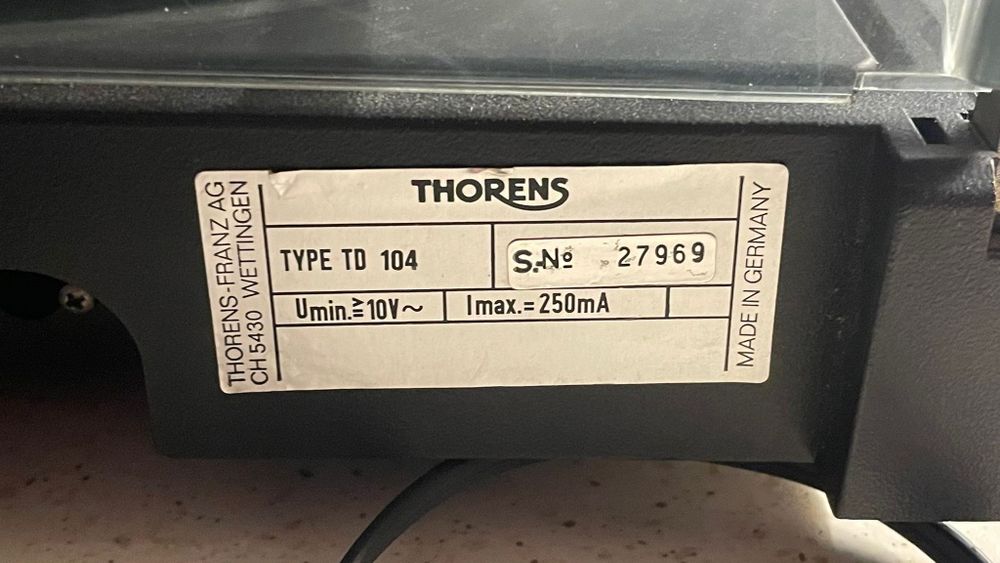 THORENS-FRANZ AG
CH 5430 WETTINGEN
THORENS
TYPE TD 104
S.-Nº 27969
Umin.≧10V~ Imax.=250mA
MADE IN GERMANY